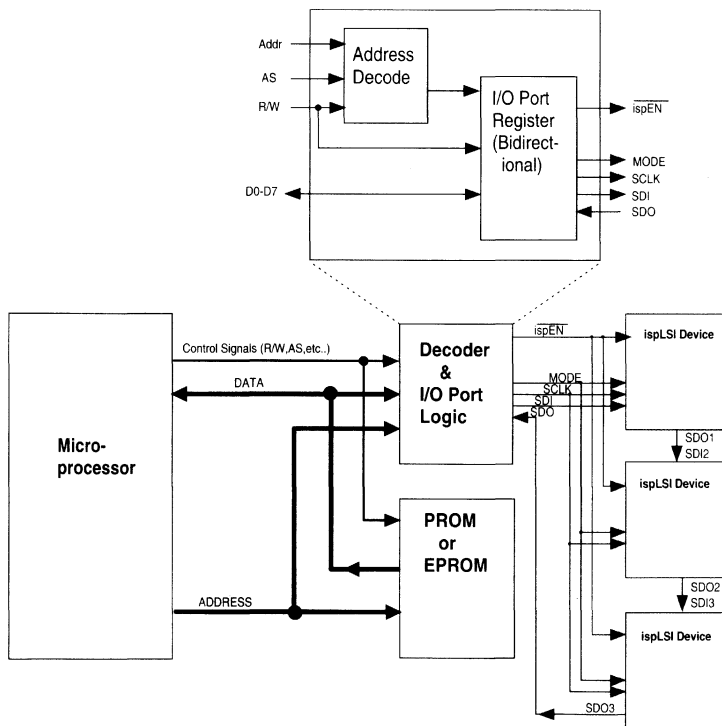 Addr
AS
R/W
D0-D7
Address
Decode
I/O Port
Register
(Bidirect-
ional)
ispEN
MODE
SCLK
SDI
SDO
Micro-
processor
Control Signals (R/W,AS,etc..)
DATA
ADDRESS
Decoder
&
I/O Port
Logic
PROM
or
EPROM
ispEN
MODE
SCLK
SDI
SDO
ispLSI Device
SDO1
SDI2
ispLSI Device
SDO2
SDI3
ispLSI Device
SDO3